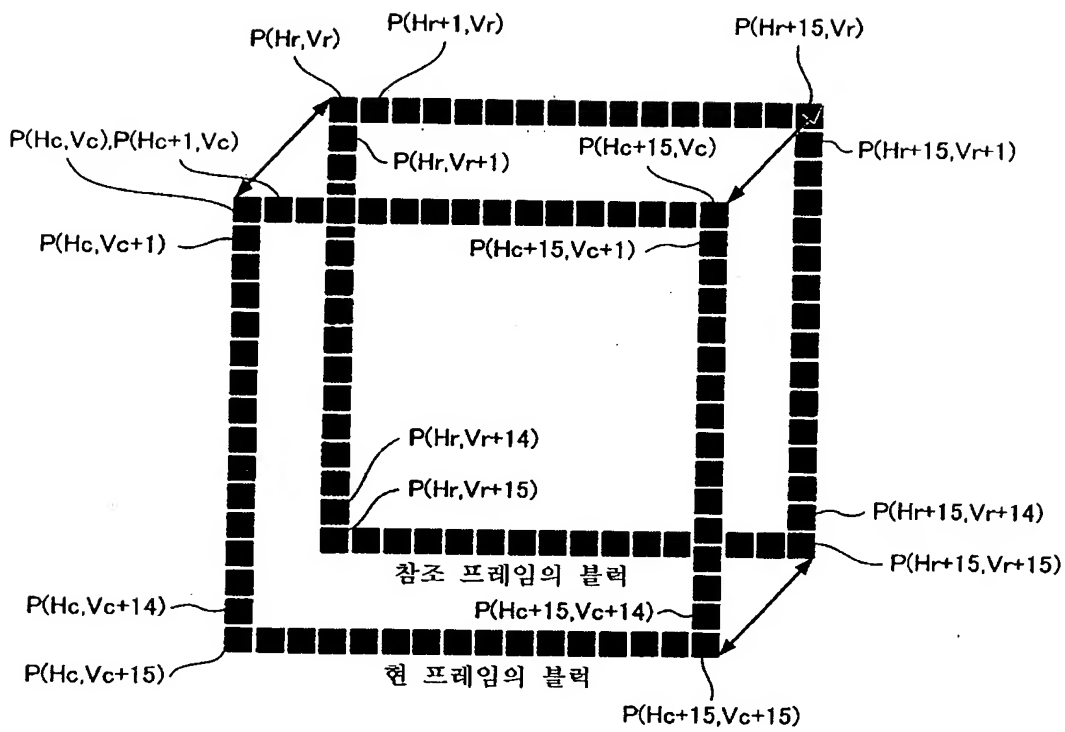 P(Hr,Vr)
P(Hr+1,Vr)
P(Hr+15,Vr)
P(Hc,Vc),P(Hc+1,Vc)
P(Hr,Vr+1)
P(Hc+15,Vc)
P(Hr+15,Vr+1)
P(Hc,Vc+1)
P(Hc+15,Vc+1)
P(Hr,Vr+14)
P(Hr,Vr+15)
P(Hr+15,Vr+14)
P(Hr+15,Vr+15)
참조 프레임의 블럭
P(Hc,Vc+14)
P(Hc+15,Vc+14)
P(Hc,Vc+15)
현 프레임의 블럭
P(Hc+15,Vc+15)